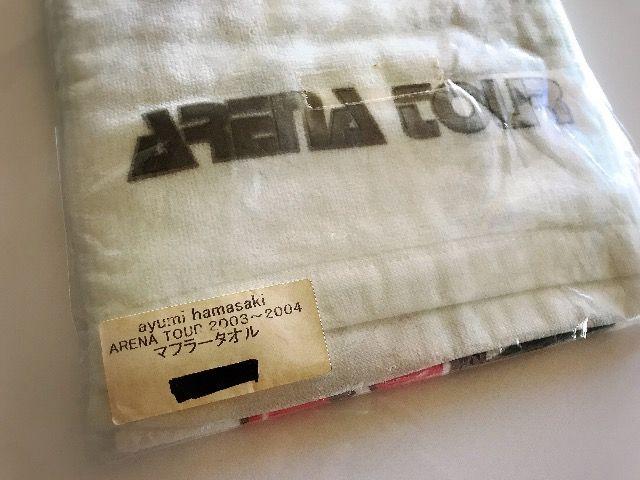 ARENA TOUR
ayumi hamasaki
ARENA TOUR 2003～2004
マフラータオル